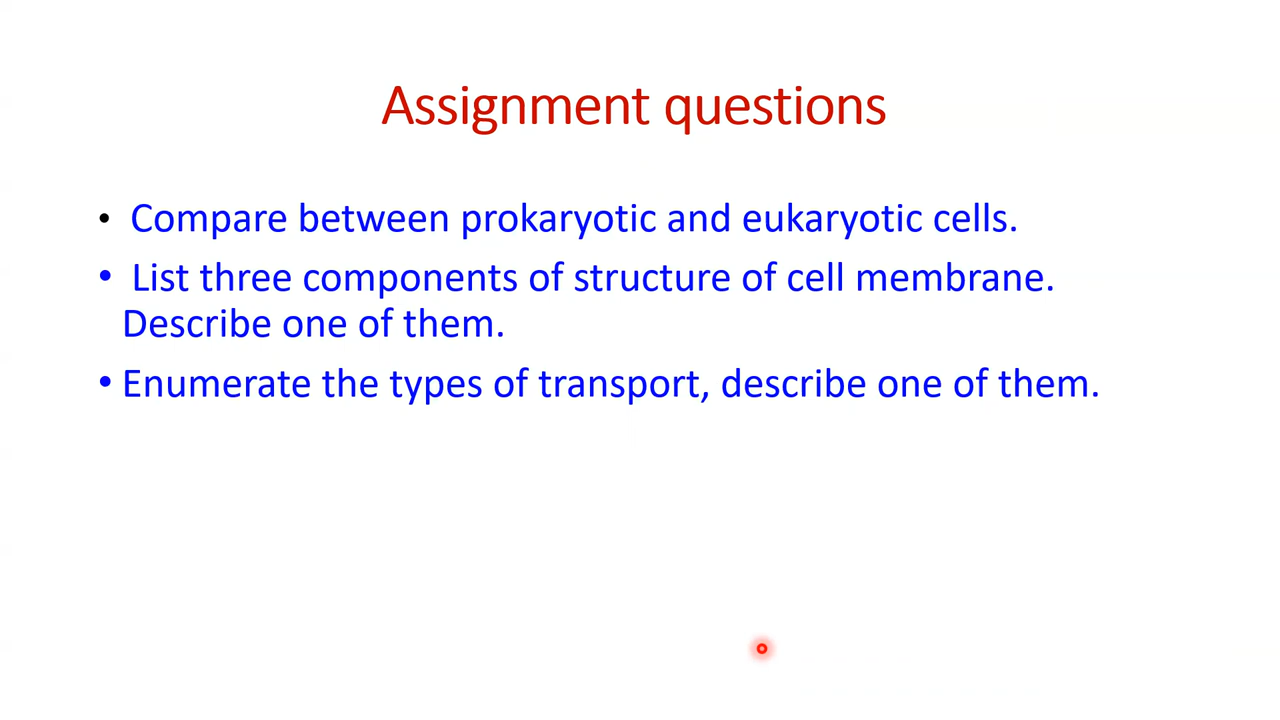 Assignment questions
• Compare between prokaryotic and eukaryotic cells.
• List three components of structure of cell membrane.
Describe one of them.
• Enumerate the types of transport, describe one of them.